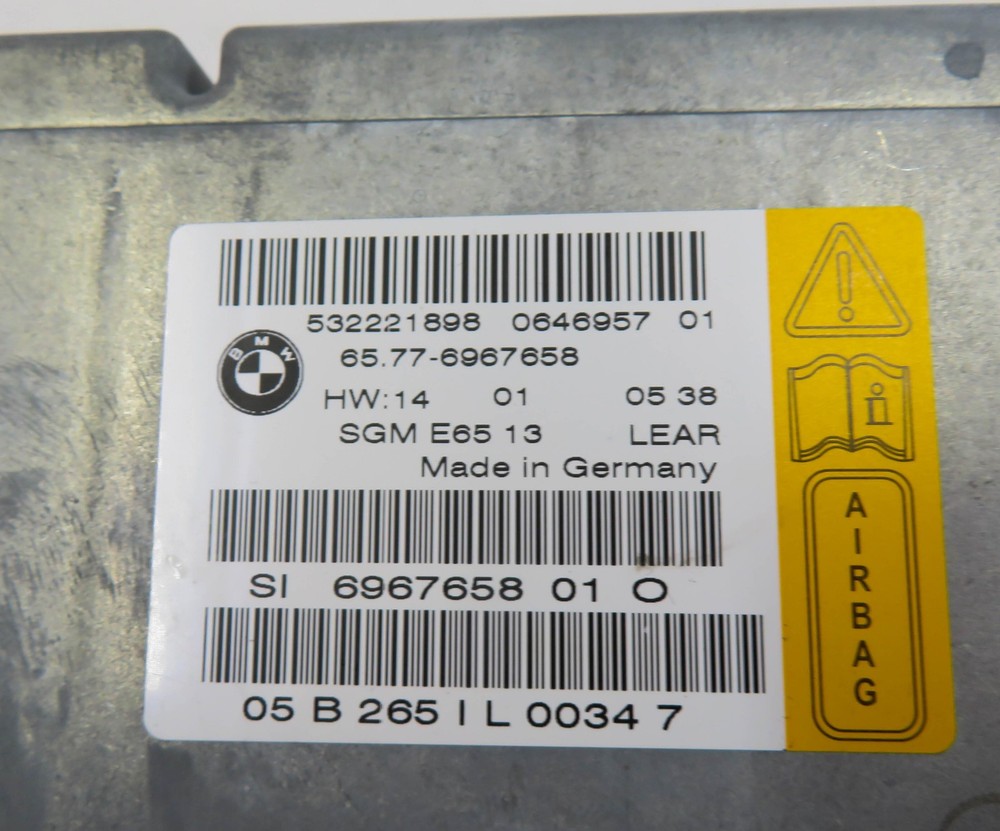 532221898 0646957 01
BMW
65.77-6967658
HW:14 01 05 38
SGM E65 13 LEAR
Made in Germany
SI 6967658 01 O
05 B 265 I L 0034 7
i
AIRBAG